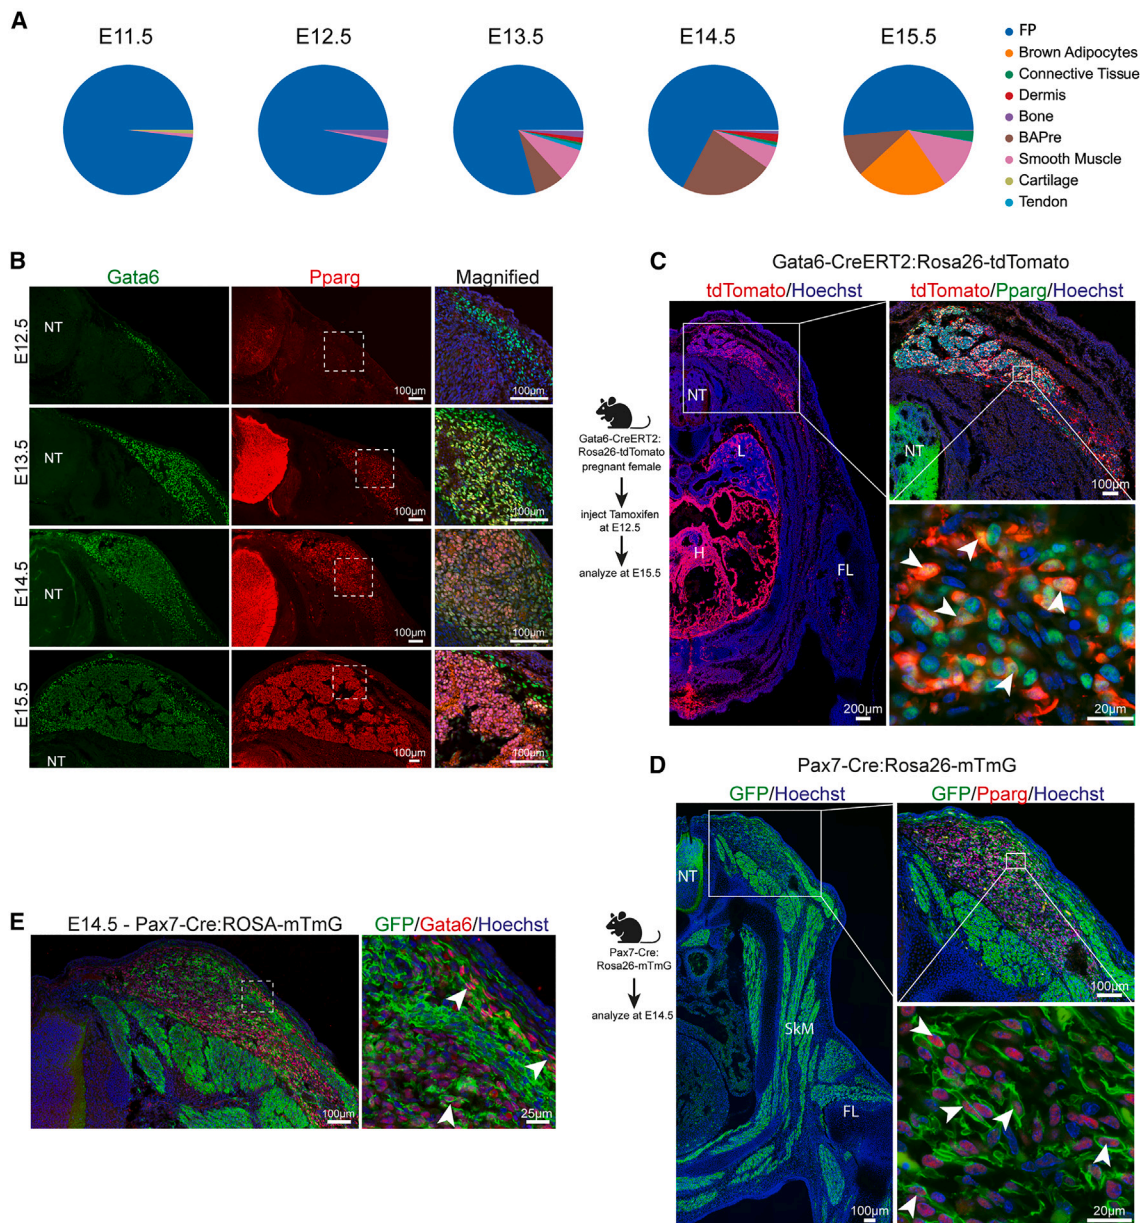 A
E11.5
E12.5
E13.5
E14.5
E15.5
FP
Brown Adipocytes
Connective Tissue
Dermis
Bone
BAPre
Smooth Muscle
Cartilage
Tendon
B
Gata6
Pparg
Magnified
E12.5
NT
100μm
100μm
E13.5
NT
100μm
100μm
E14.5
NT
100μm
100μm
E15.5
NT
100μm
100μm
C
Gata6-CreERT2:Rosa26-tdTomato
tdTomato/Hoechst
tdTomato/Pparg/Hoechst
Gata6-CreERT2:
Rosa26-tdTomato
pregnant female
inject Tamoxifen
at E12.5
analyze at E15.5
NT
L
H
FL
200μm
NT
100μm
20μm
D
Pax7-Cre:Rosa26-mTmG
GFP/Hoechst
GFP/Pparg/Hoechst
Pax7-Cre:
Rosa26-mTmG
analyze at E14.5
NT
SkM
FL
100μm
100μm
20μm
E
E14.5 - Pax7-Cre:ROSA-mTmG
GFP/Gata6/Hoechst
100μm
25μm